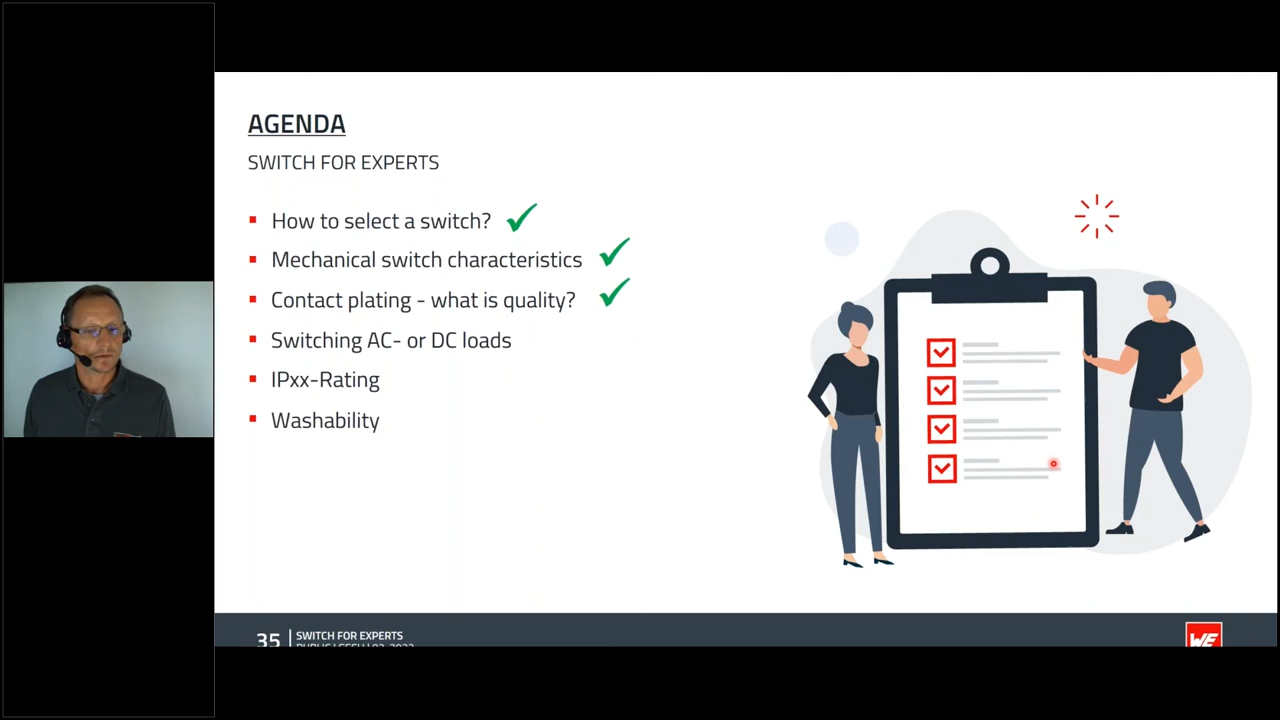 AGENDA
SWITCH FOR EXPERTS
How to select a switch?
Mechanical switch characteristics
Contact plating - what is quality?
Switching AC- or DC loads
IPxx-Rating
Washability
35
SWITCH FOR EXPERTS
WE